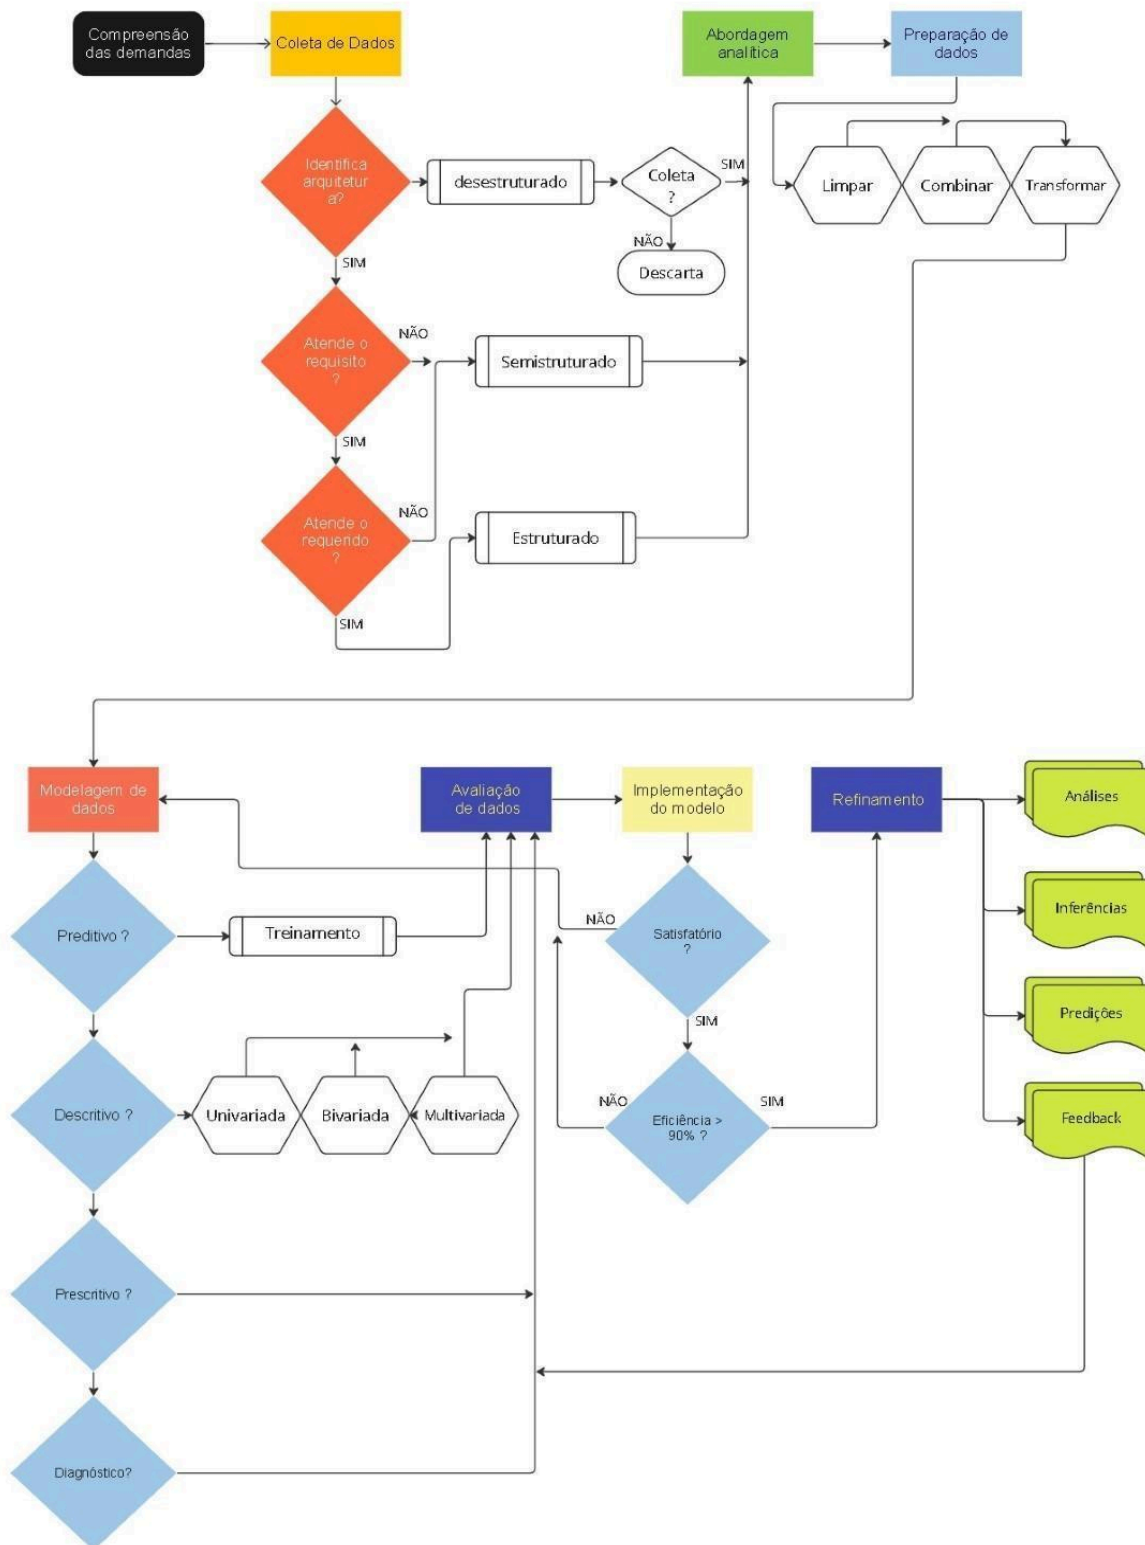 Compreensão
das demandas
Coleta de Dados
Abordagem
analítica
Preparação de
dados
Identifica
arquitetur
a?
desestruturado
Coleta
?
SIM
NÃO
Descarta
Limpar
Combinar
Transformar
SIM
Atende o
requisito
?
NÃO
Semistruturado
SIM
Atende o
requerido
?
NÃO
Estruturado
SIM
Modelagem de
dados
Avaliação
de dados
Implementação
do modelo
Refinamento
Análises
Preditivo ?
Treinamento
NÃO
Satisfatório
?
Inferências
SIM
Predições
Descritivo ?
Univariada
Bivariada
Multivariada
NÃO
Eficiência >
90% ?
SIM
Feedback
Prescritivo ?
Diagnóstico?